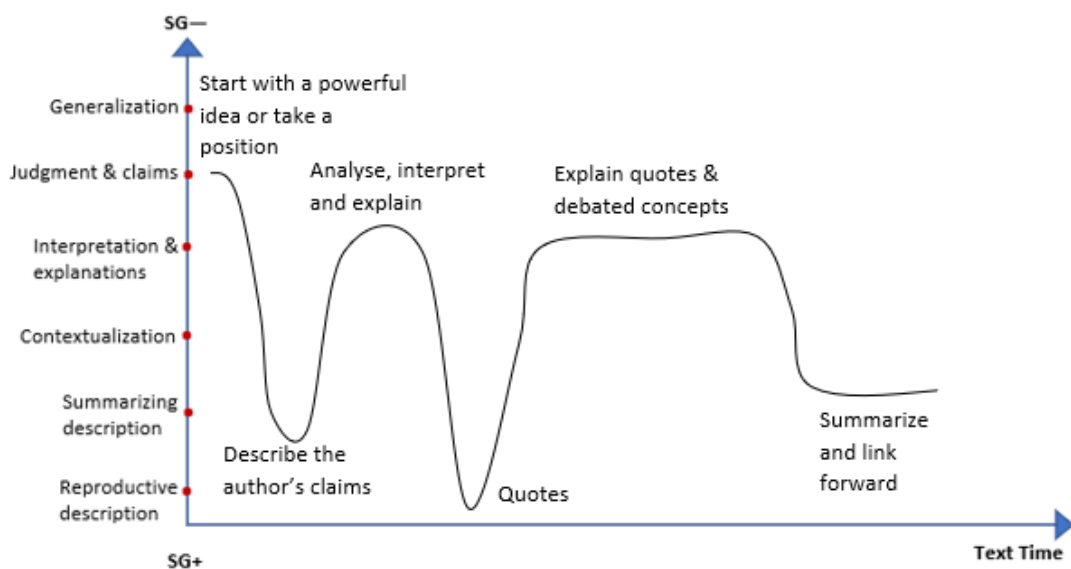 SG—
Start with a powerful
idea or take a
position
Generalization
Judgment & claims
Analyse, interpret
and explain
Explain quotes &
debated concepts
Interpretation &
explanations
Contextualization
Summarizing
description
Describe the
author's claims
Summarize
and link
forward
Reproductive
description
Quotes
Text Time
SG+